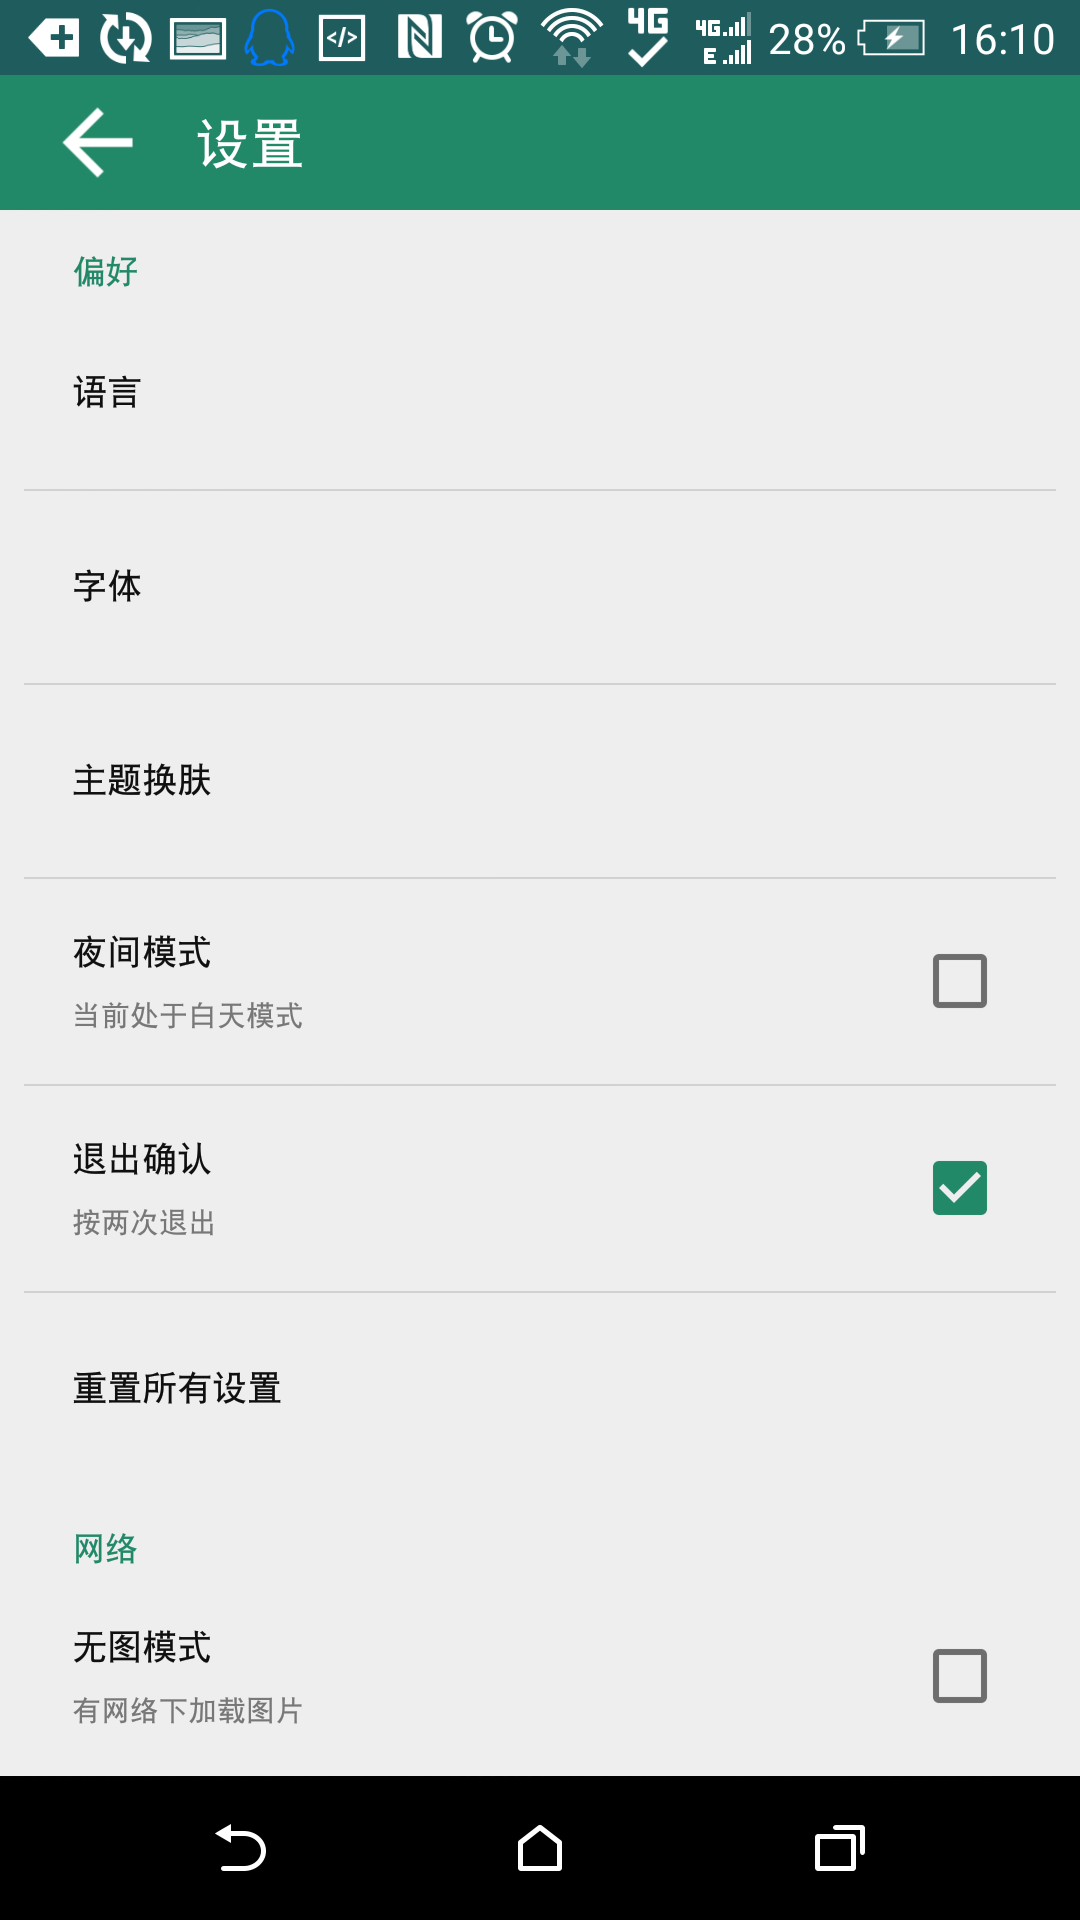 4G 4G E 28% 16:10
设置
偏好
语言
字体
主题换肤
夜间模式
当前处于白天模式
退出确认
按两次退出
重置所有设置
网络
无图模式
有网络下加载图片